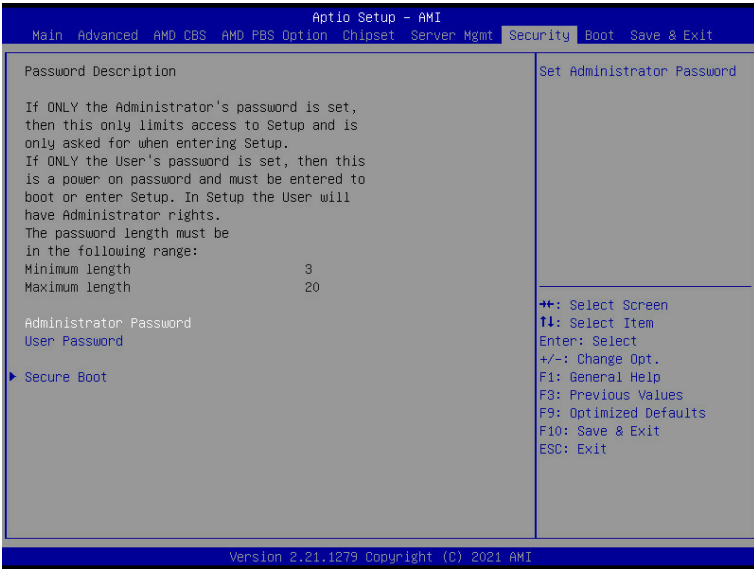 Aptio Setup – AMI
Main Advanced AMD CBS AMD PBS Option Chipset Server Mgmt Security Boot Save & Exit
Password Description
If ONLY the Administrator's password is set,
then this only limits access to Setup and is
only asked for when entering Setup.
If ONLY the User's password is set, then this
is a power on password and must be entered to
boot or enter Setup. In Setup the User will
have Administrator rights.
The password length must be
in the following range:
Minimum length 3
Maximum length 20
Administrator Password
User Password
Secure Boot
Set Administrator Password
→←: Select Screen
↑↓: Select Item
Enter: Select
+/-: Change Opt.
F1: General Help
F3: Previous Values
F9: Optimized Defaults
F10: Save & Exit
ESC: Exit
Version 2.21.1279 Copyright (C) 2021 AMI